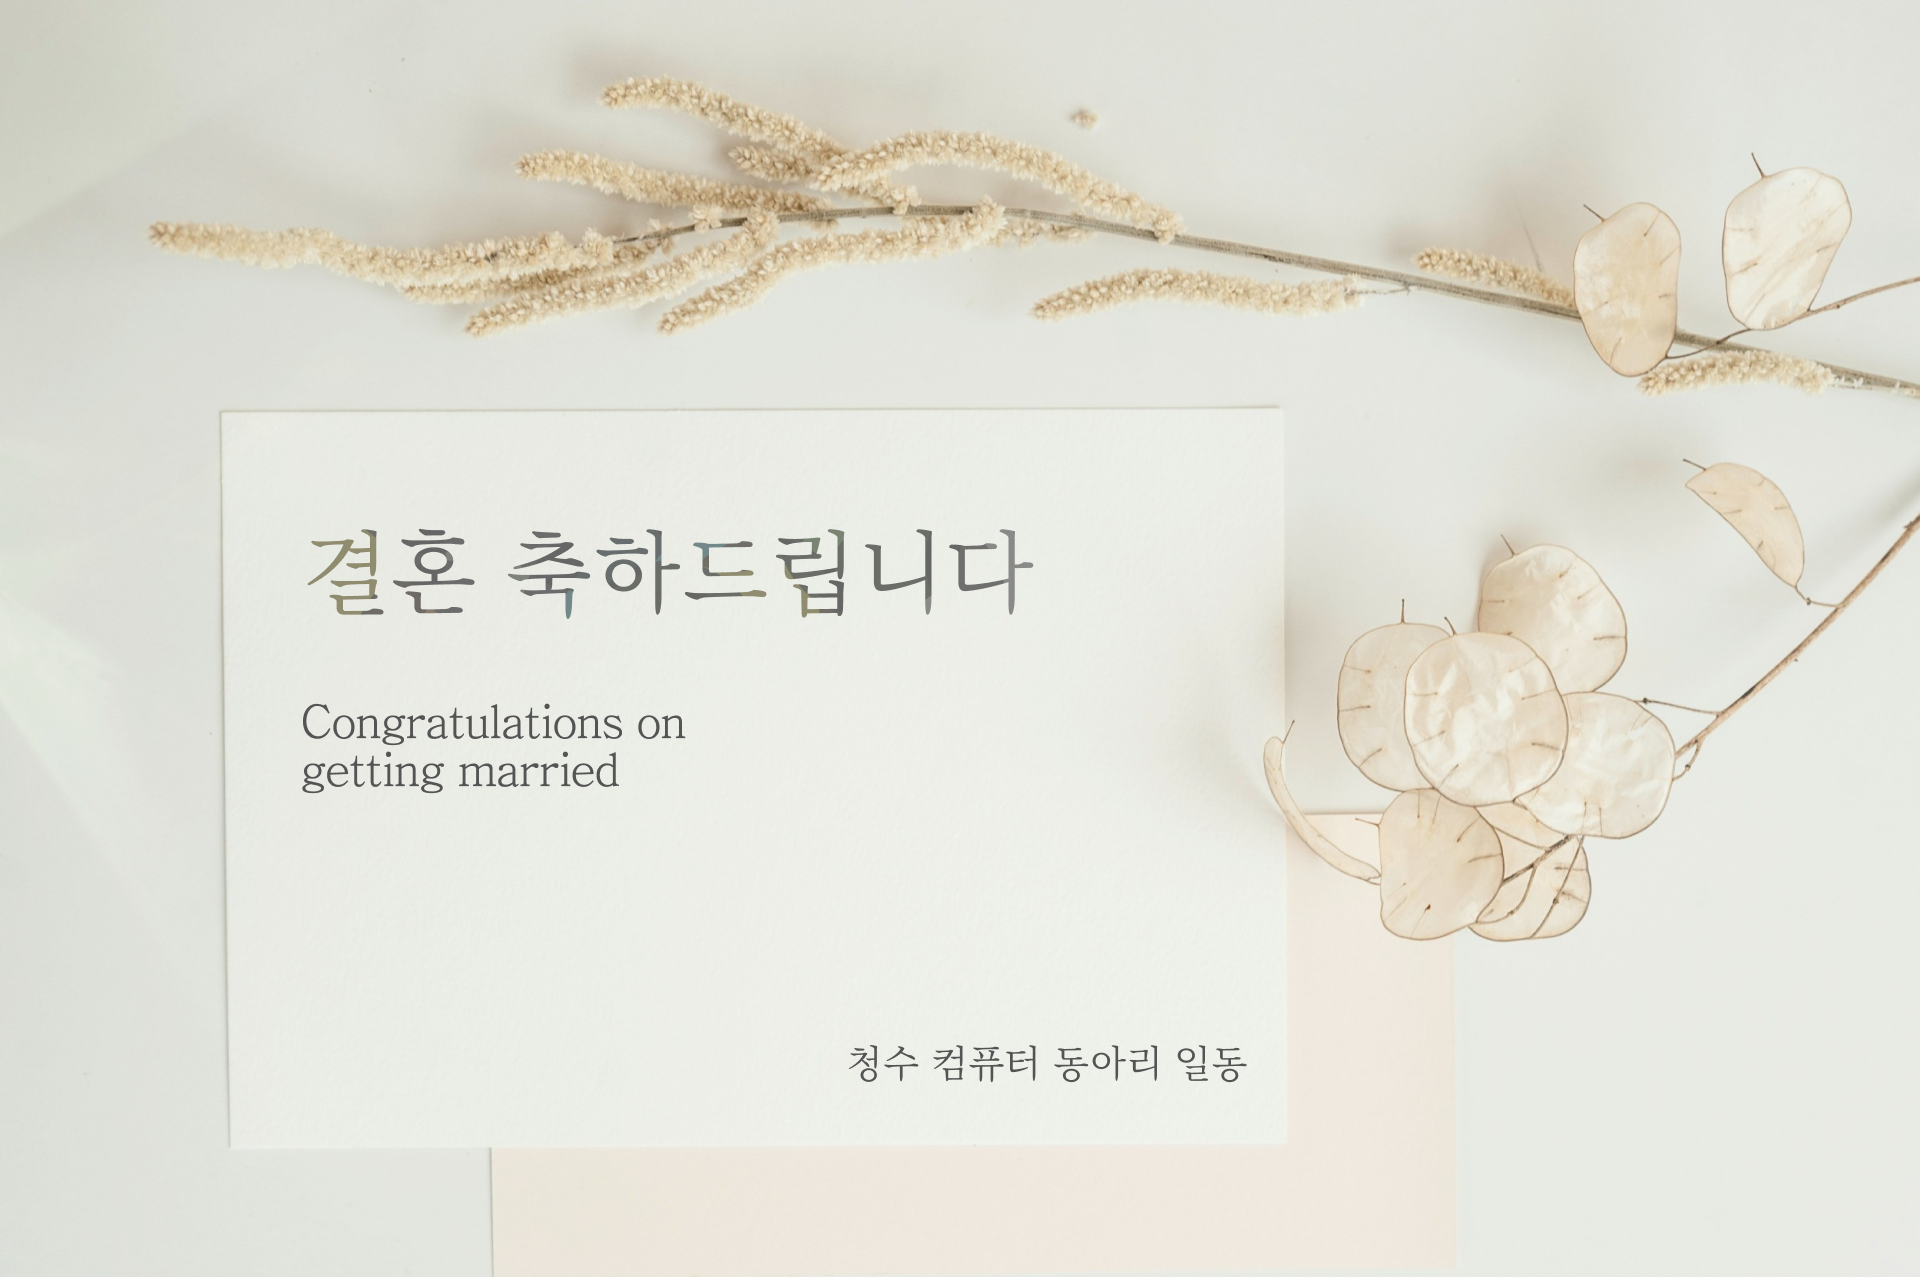 결혼 축하드립니다
Congratulations on
getting married
청수 컴퓨터 동아리 일동